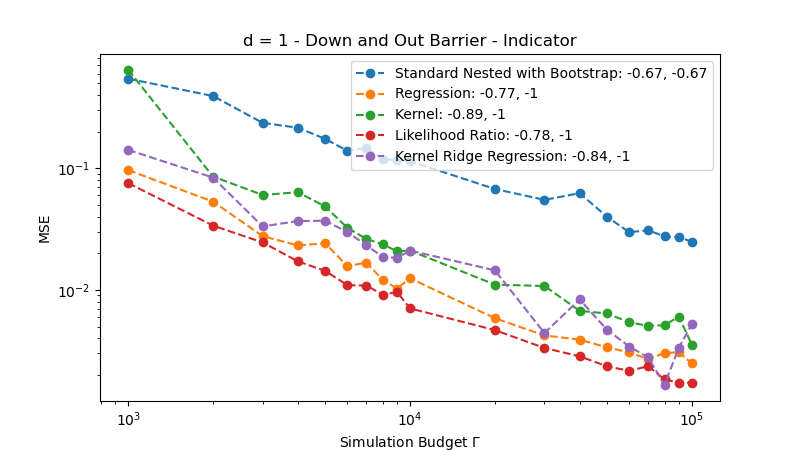 d = 1 - Down and Out Barrier - Indicator
Standard Nested with Bootstrap: -0.67, -0.67
Regression: -0.77, -1
Kernel: -0.89, -1
Likelihood Ratio: -0.78, -1
Kernel Ridge Regression: -0.84, -1
MSE
10⁻¹
10⁻²
10³
10⁴
10⁵
Simulation Budget Γ